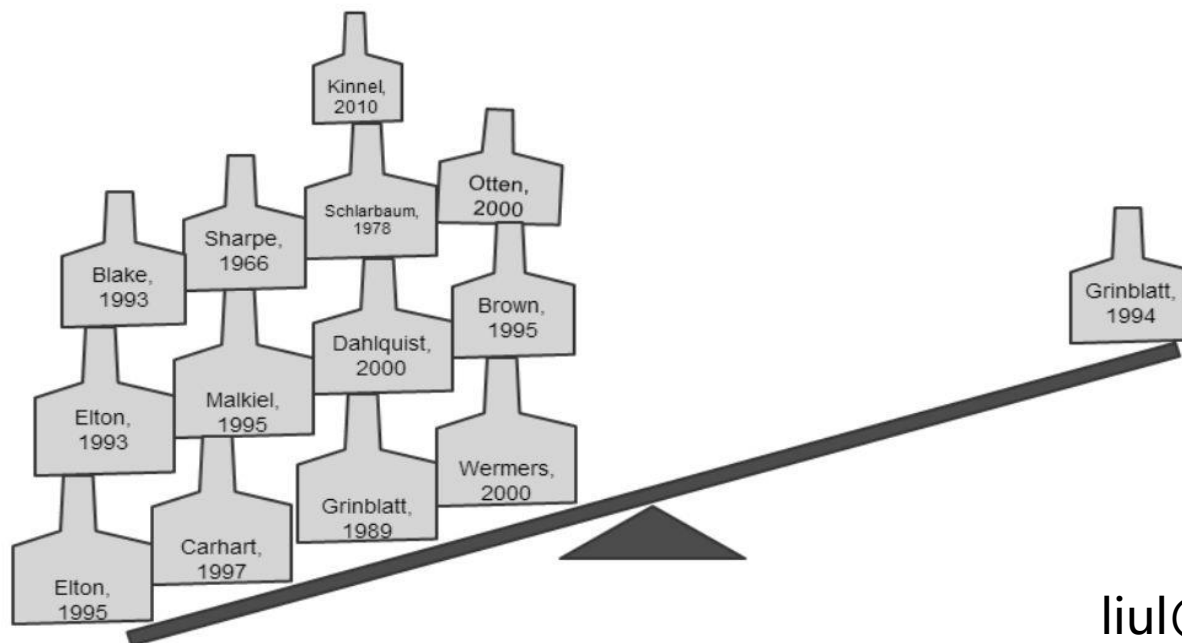 Kinnel,
2010
Otten,
2000
Schlarbaum,
1978
Sharpe,
1966
Blake,
1993
Grinblatt,
1994
Brown,
1995
Dahlquist,
2000
Malkiel,
1995
Elton,
1993
Wermers,
2000
Grinblatt,
1989
Carhart,
1997
Elton,
1995
liul@